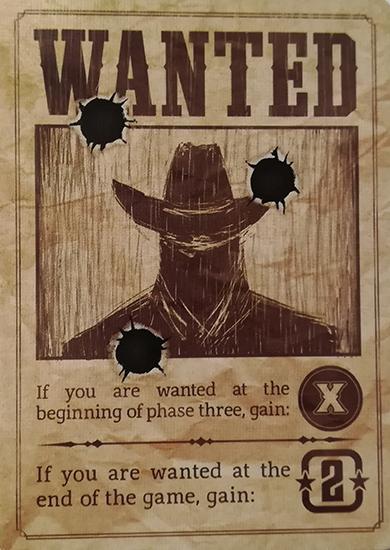 WANTED
If you are wanted at the
beginning of phase three, gain: X
If you are wanted at the
end of the game, gain: 2